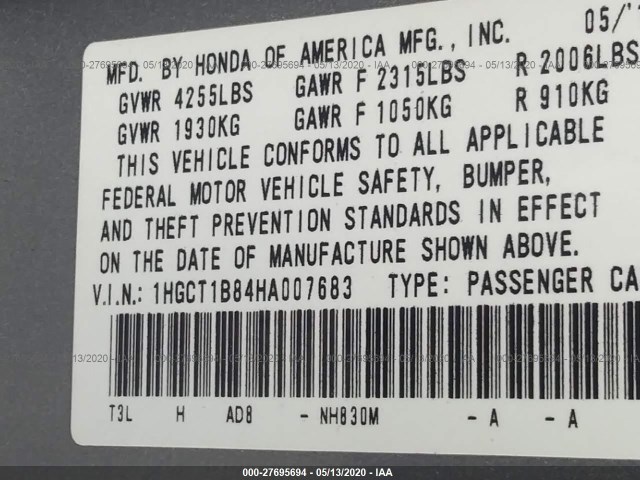 05/'
MFD. BY HONDA OF AMERICA MFG., INC.
GVWR 4255LBS GAWR F 2315LBS R 2006LBS
GVWR 1930KG GAWR F 1050KG R 910KG
THIS VEHICLE CONFORMS TO ALL APPLICABLE
FEDERAL MOTOR VEHICLE SAFETY, BUMPER,
AND THEFT PREVENTION STANDARDS IN EFFECT
ON THE DATE OF MANUFACTURE SHOWN ABOVE.
V.I.N.: 1HGCT1B84HA007683 TYPE: PASSENGER CA
T3L H AD8 - NH830M - A - A
000-27695694 - 05/13/2020 - IAA